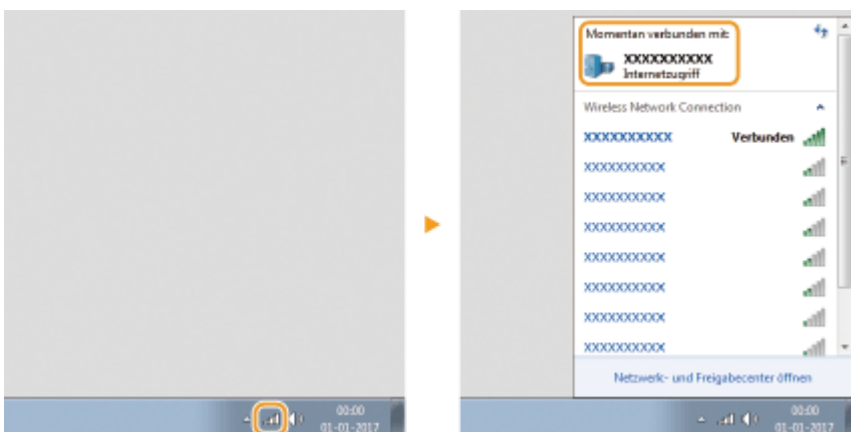 00:00
01-01-2017
Momentan verbunden mit:
XXXXXXXXXX
Internetzugriff
Wireless Network Connection
XXXXXXXXXX Verbunden
XXXXXXXXXX
XXXXXXXXXX
XXXXXXXXXX
XXXXXXXXXX
XXXXXXXXXX
XXXXXXXXXX
XXXXXXXXXX
Netzwerk- und Freigabecenter öffnen
00:00
01-01-2017